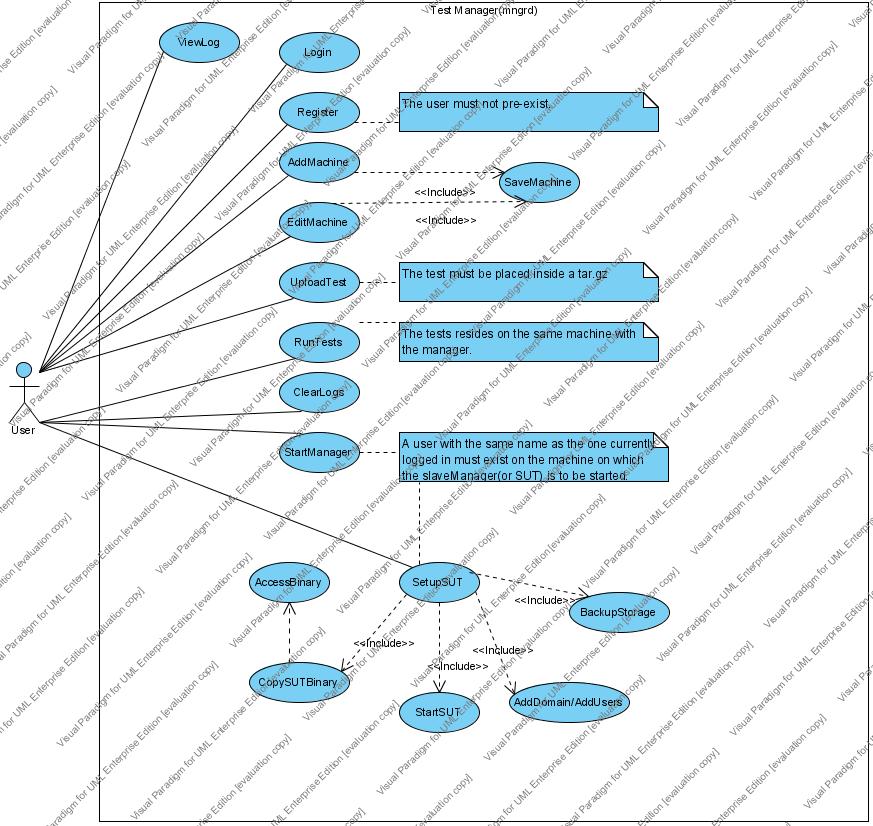 Test Manager(mngrd)
ViewLog
Login
Register
The user must not pre-exist.
AddMachine
SaveMachine
<<Include>>
EditMachine
<<Include>>
UploadTest
The test must be placed inside a tar.gz
RunTests
The tests resides on the same machine with
the manager.
ClearLogs
User
StartManager
A user with the same name as the one currently
logged in must exist on the machine on which
the slaveManager(or SUT) is to be started.
AccessBinary
SetupSUT
<<Include>>
BackupStorage
<<Include>>
<<Include>>
<<Include>>
CopySUTBinary
StartSUT
AddDomain/AddUsers
Visual Paradigm for UML Enterprise Edition [evaluation copy]